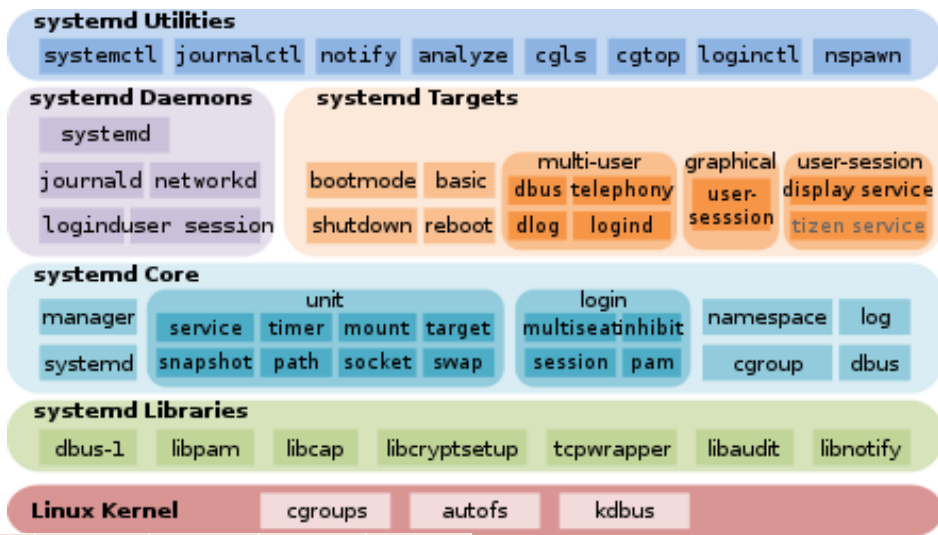 systemd Utilities
systemctl journalctl notify analyze cgls cgtop loginctl nspawn
systemd Daemons
systemd
journald networkd
logind user session
systemd Targets
bootmode basic
shutdown reboot
multi-user
dbus telephony
dlog logind
graphical
user-
sesssion
user-session
display service
tizen service
systemd Core
manager
systemd
unit
service timer mount target
snapshot path socket swap
login
multiseat inhibit
session pam
namespace log
cgroup dbus
systemd Libraries
dbus-1 libpam libcap libcryptsetup tcpwrapper libaudit libnotify
Linux Kernel cgroups autofs kdbus